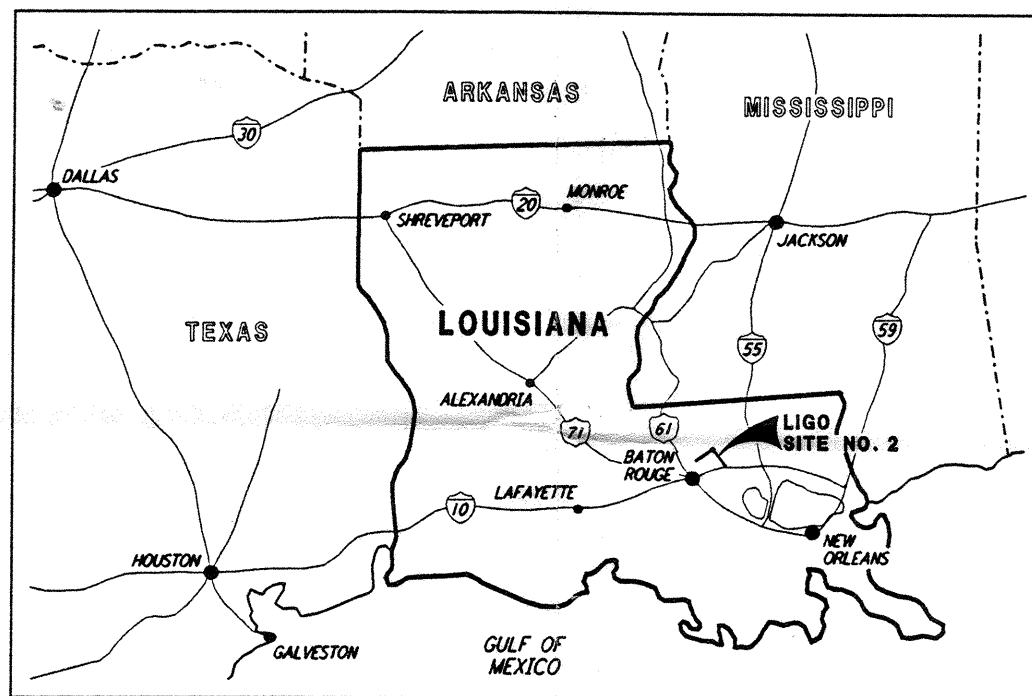 ARKANSAS
MISSISSIPPI
30
DALLAS
MONROE
20
SHREVEPORT
JACKSON
TEXAS
LOUISIANA
55
59
ALEXANDRIA
71
61
LIGO
SITE NO. 2
BATON
ROUGE
LAFAYETTE
10
NEW
ORLEANS
HOUSTON
GALVESTON
GULF OF
MEXICO